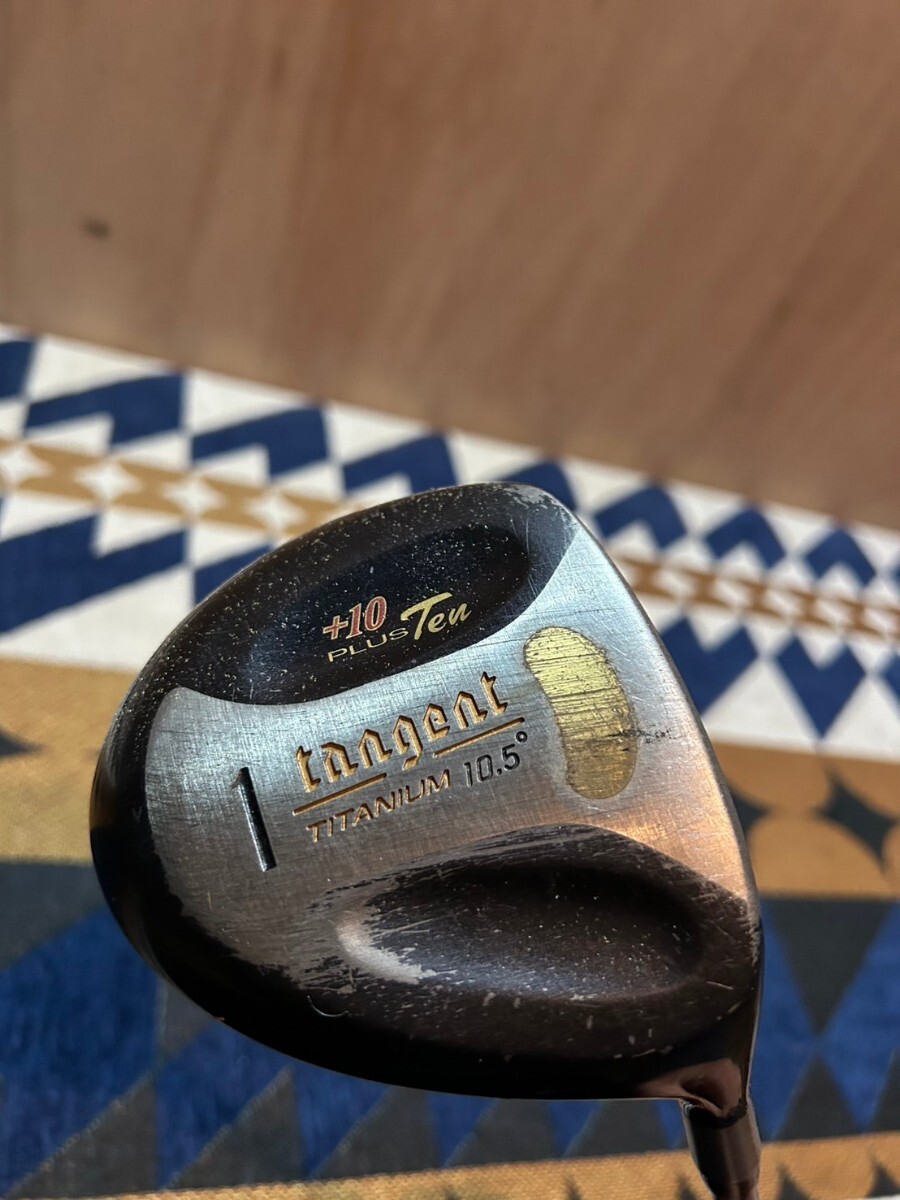 +10
PLUS Ten
tangent
1 TITANIUM 10.5°